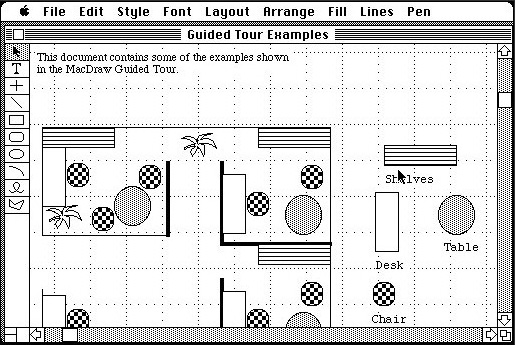 File Edit Style Font Layout Arrange Fill Lines Pen
Guided Tour Examples
This document contains some of the examples shown
in the MacDraw Guided Tour.
T
Shelves
Table
Desk
Chair